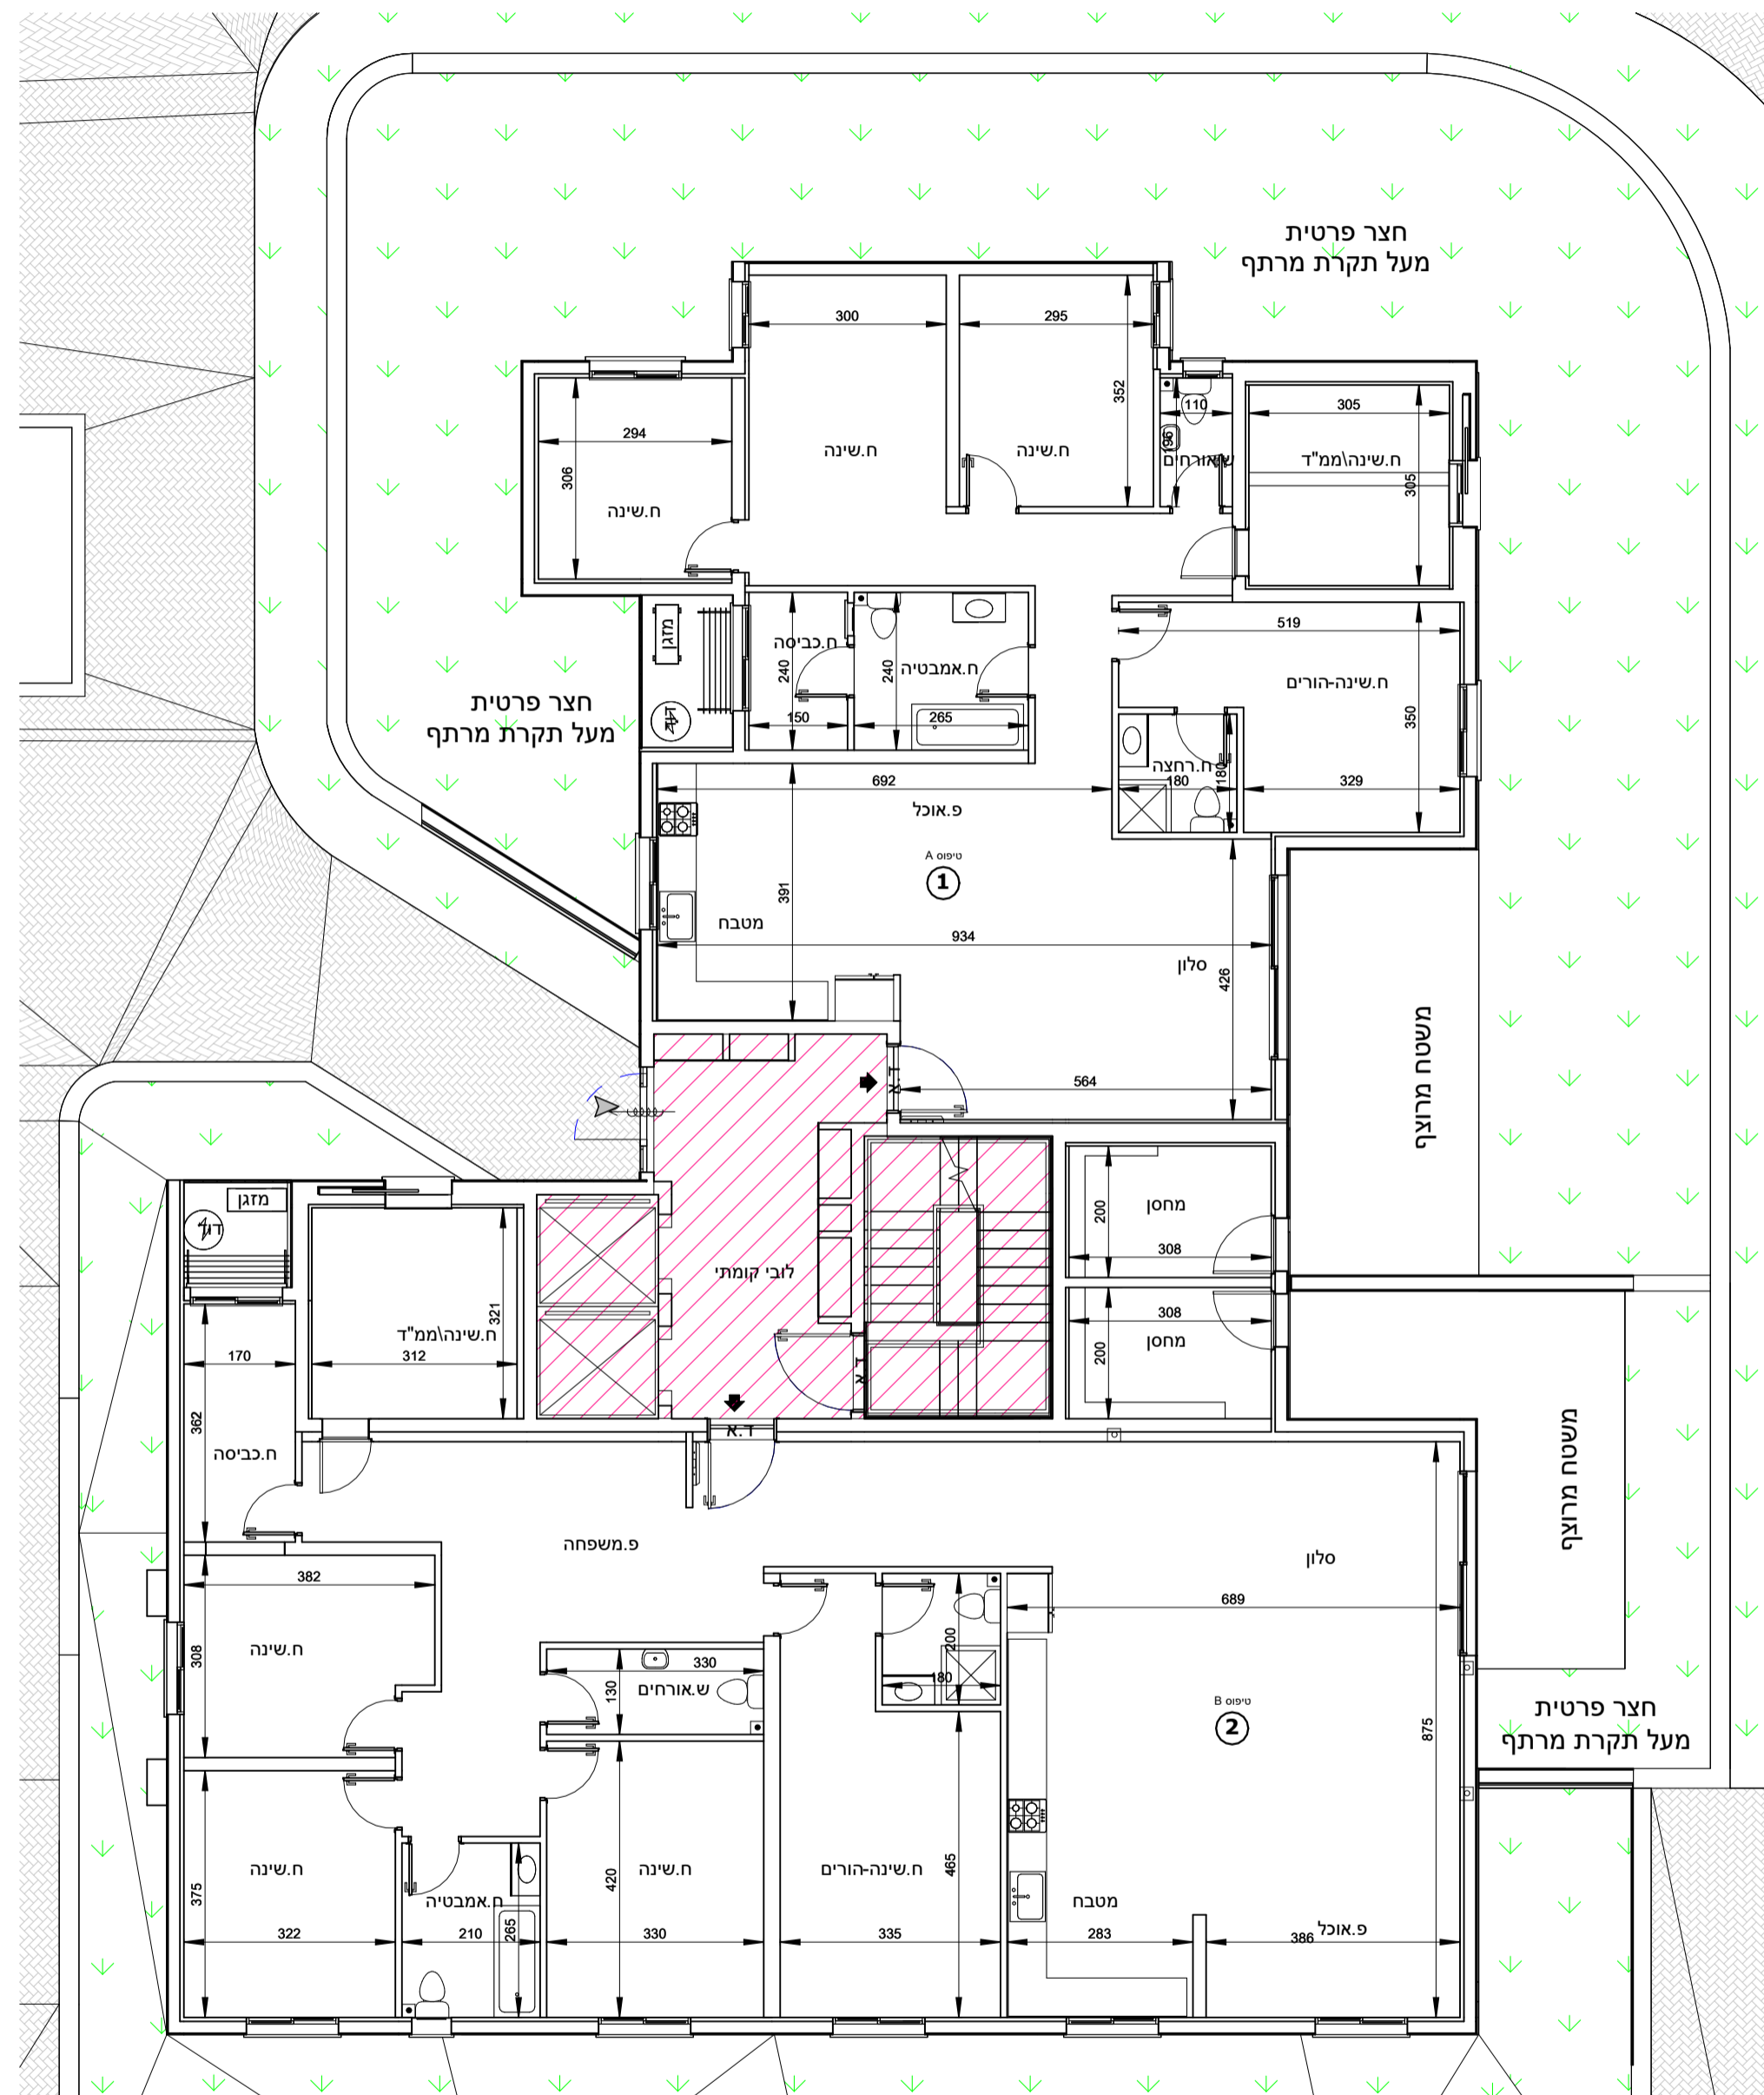 חצר פרטית
מעל תקרת מרתף
300
295
352
110
196
305
305
294
306
ח.שינה
ח.שינה
ח.שינה
ש.אורחים
ח.שינה\ממ"ד
מזגן
דוד
ח.כביסה
240
150
ח.אמבטיה
240
265
519
ח.שינה-הורים
350
329
ח.רחצה
180
180
חצר פרטית
מעל תקרת מרתף
692
פ.אוכל
טיפוס A
1
391
מטבח
934
סלון
426
564
ד.א
משטח מרוצף
מחסן
200
308
מחסן
200
308
לובי קומתי
ד.א
ד.א
משטח מרוצף
מזגן
דוד
ח.שינה\ממ"ד
321
312
170
362
ח.כביסה
פ.משפחה
סלון
689
382
308
ח.שינה
330
130
ש.אורחים
200
180
טיפוס B
2
875
חצר פרטית
מעל תקרת מרתף
ח.שינה
375
322
ח.אמבטיה
210
265
ח.שינה
420
330
ח.שינה-הורים
465
335
מטבח
283
פ.אוכל
386